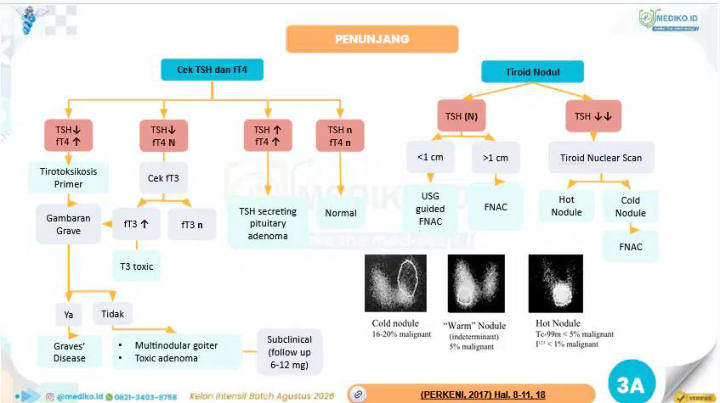 MEDIKO.ID
PENUNJANG
Cek TSH dan fT4
TSH↓
fT4 ↑
TSH↓
fT4 N
TSH ↑
fT4 ↑
TSH n
fT4 n
Tirotoksikosis
Primer
Cek fT3
Gambaran
Grave
fT3 ↑
fT3 n
T3 toxic
TSH secreting
pituitary
adenoma
Normal
Ya
Tidak
Graves'
Disease
• Multinodular goiter
• Toxic adenoma
Subclinical
(follow up
6-12 mg)
Tiroid Nodul
TSH (N)
TSH ↓↓
<1 cm
>1 cm
USG
guided
FNAC
FNAC
Tiroid Nuclear Scan
Hot
Nodule
Cold
Nodule
FNAC
Cold nodule
16-20% malignant
"Warm" Nodule
(indeterminant)
5% malignant
Hot Nodule
Tc-99m < 5% malignant
I¹²³ < 1% malignant
MEDIKO.ID
@mediko.id
0821-3403-8758
Kelan Intensif Batch Agustus 2026
(PERKENI, 2017) Hal. 8-11, 18
3A
VERIFIED